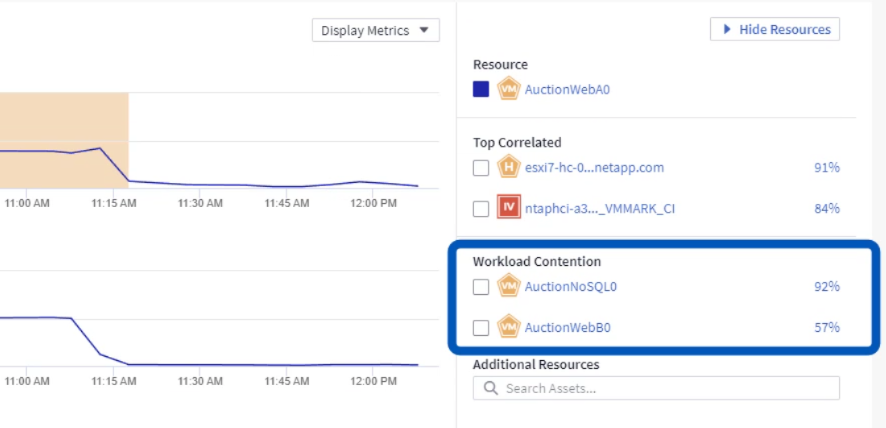 Display Metrics
11:00 AM 11:15 AM 11:30 AM 11:45 AM 12:00 PM
11:00 AM 11:15 AM 11:30 AM 11:45 AM 12:00 PM
Hide Resources
Resource
VM AuctionWebA0
Top Correlated
H esxi7-hc-0...netapp.com 91%
IV ntaphci-a3..._VMMARK_CI 84%
Workload Contention
VM AuctionNoSQL0 92%
VM AuctionWebB0 57%
Additional Resources
Search Assets...